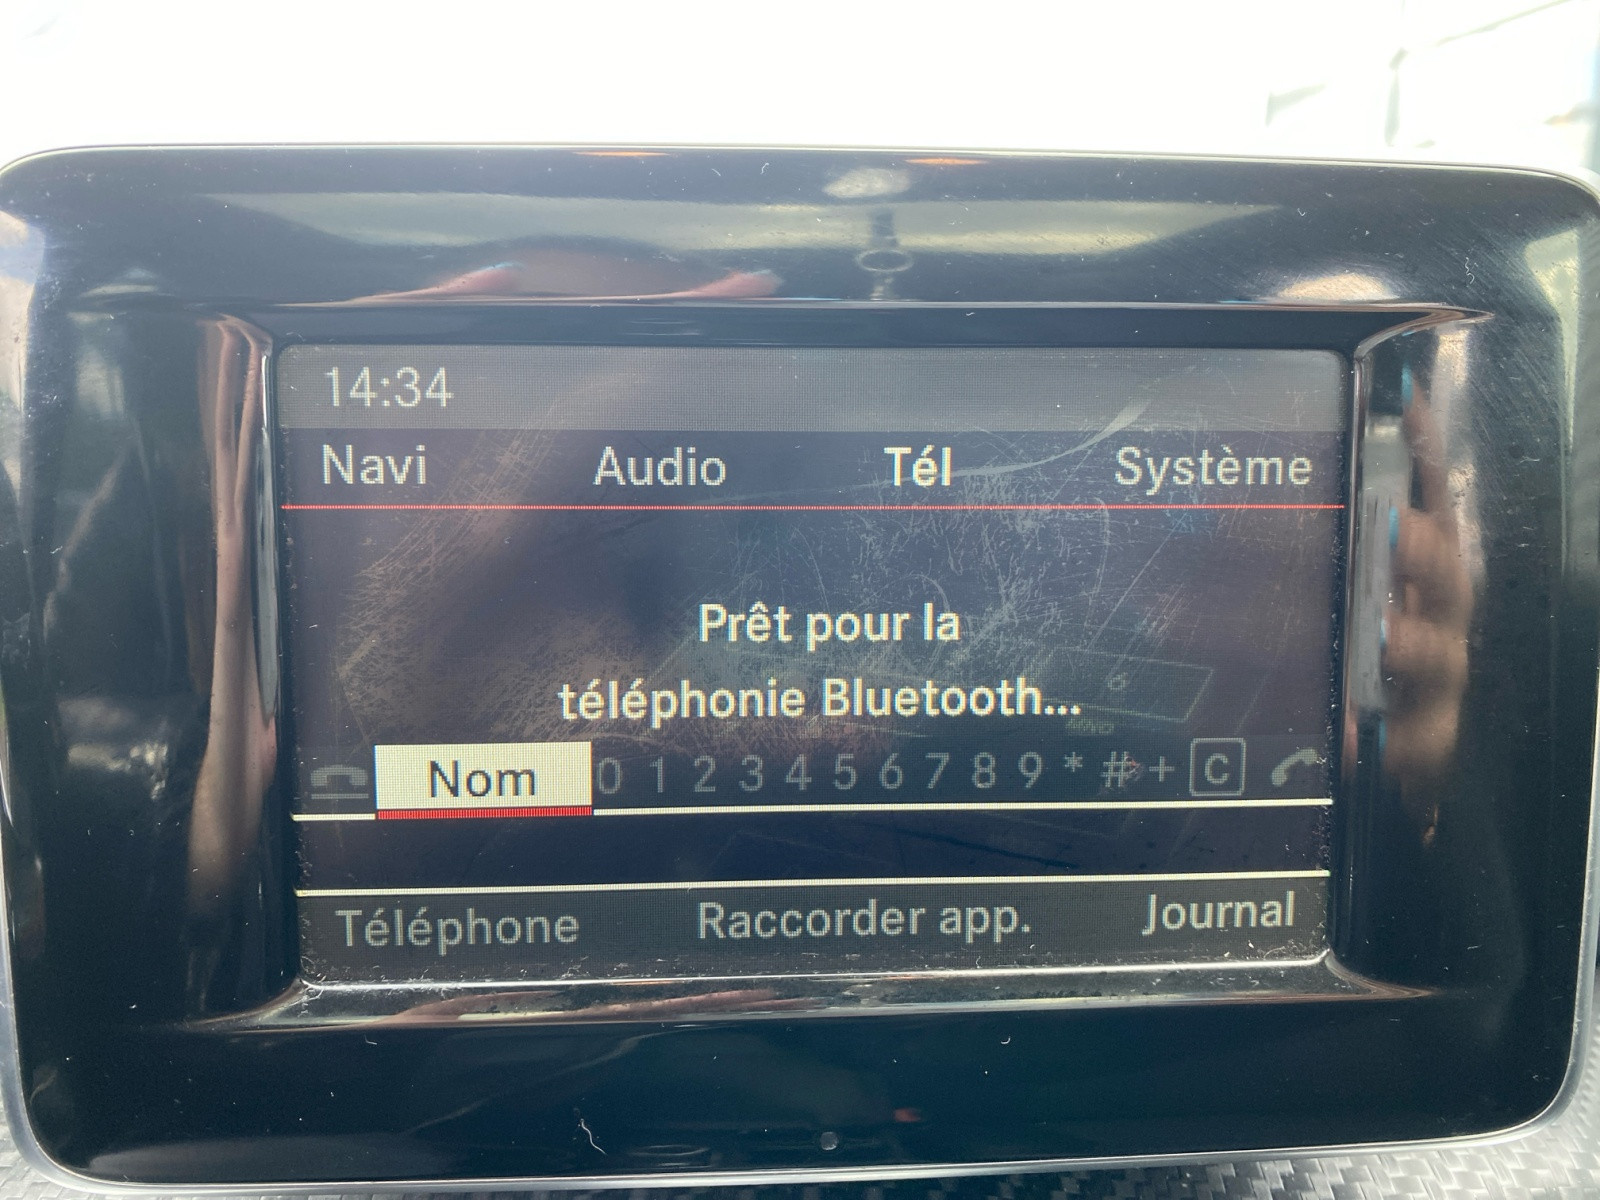 14:34
Navi Audio Tél Système
Prêt pour la
téléphonie Bluetooth...
Nom 0 1 2 3 4 5 6 7 8 9 * # + C
Téléphone Raccorder app. Journal